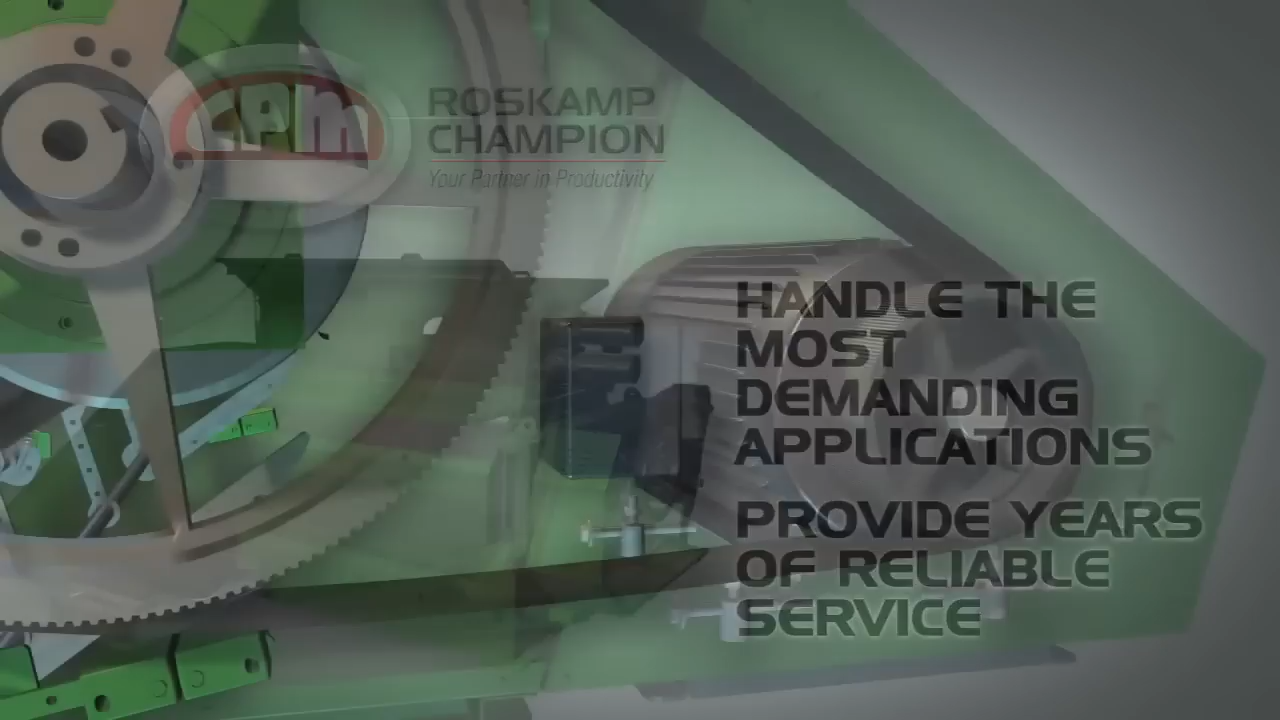 CPM
ROSKAMP
CHAMPION
Your Partner in Productivity
HANDLE THE
MOST
DEMANDING
APPLICATIONS
PROVIDE YEARS
OF RELIABLE
SERVICE